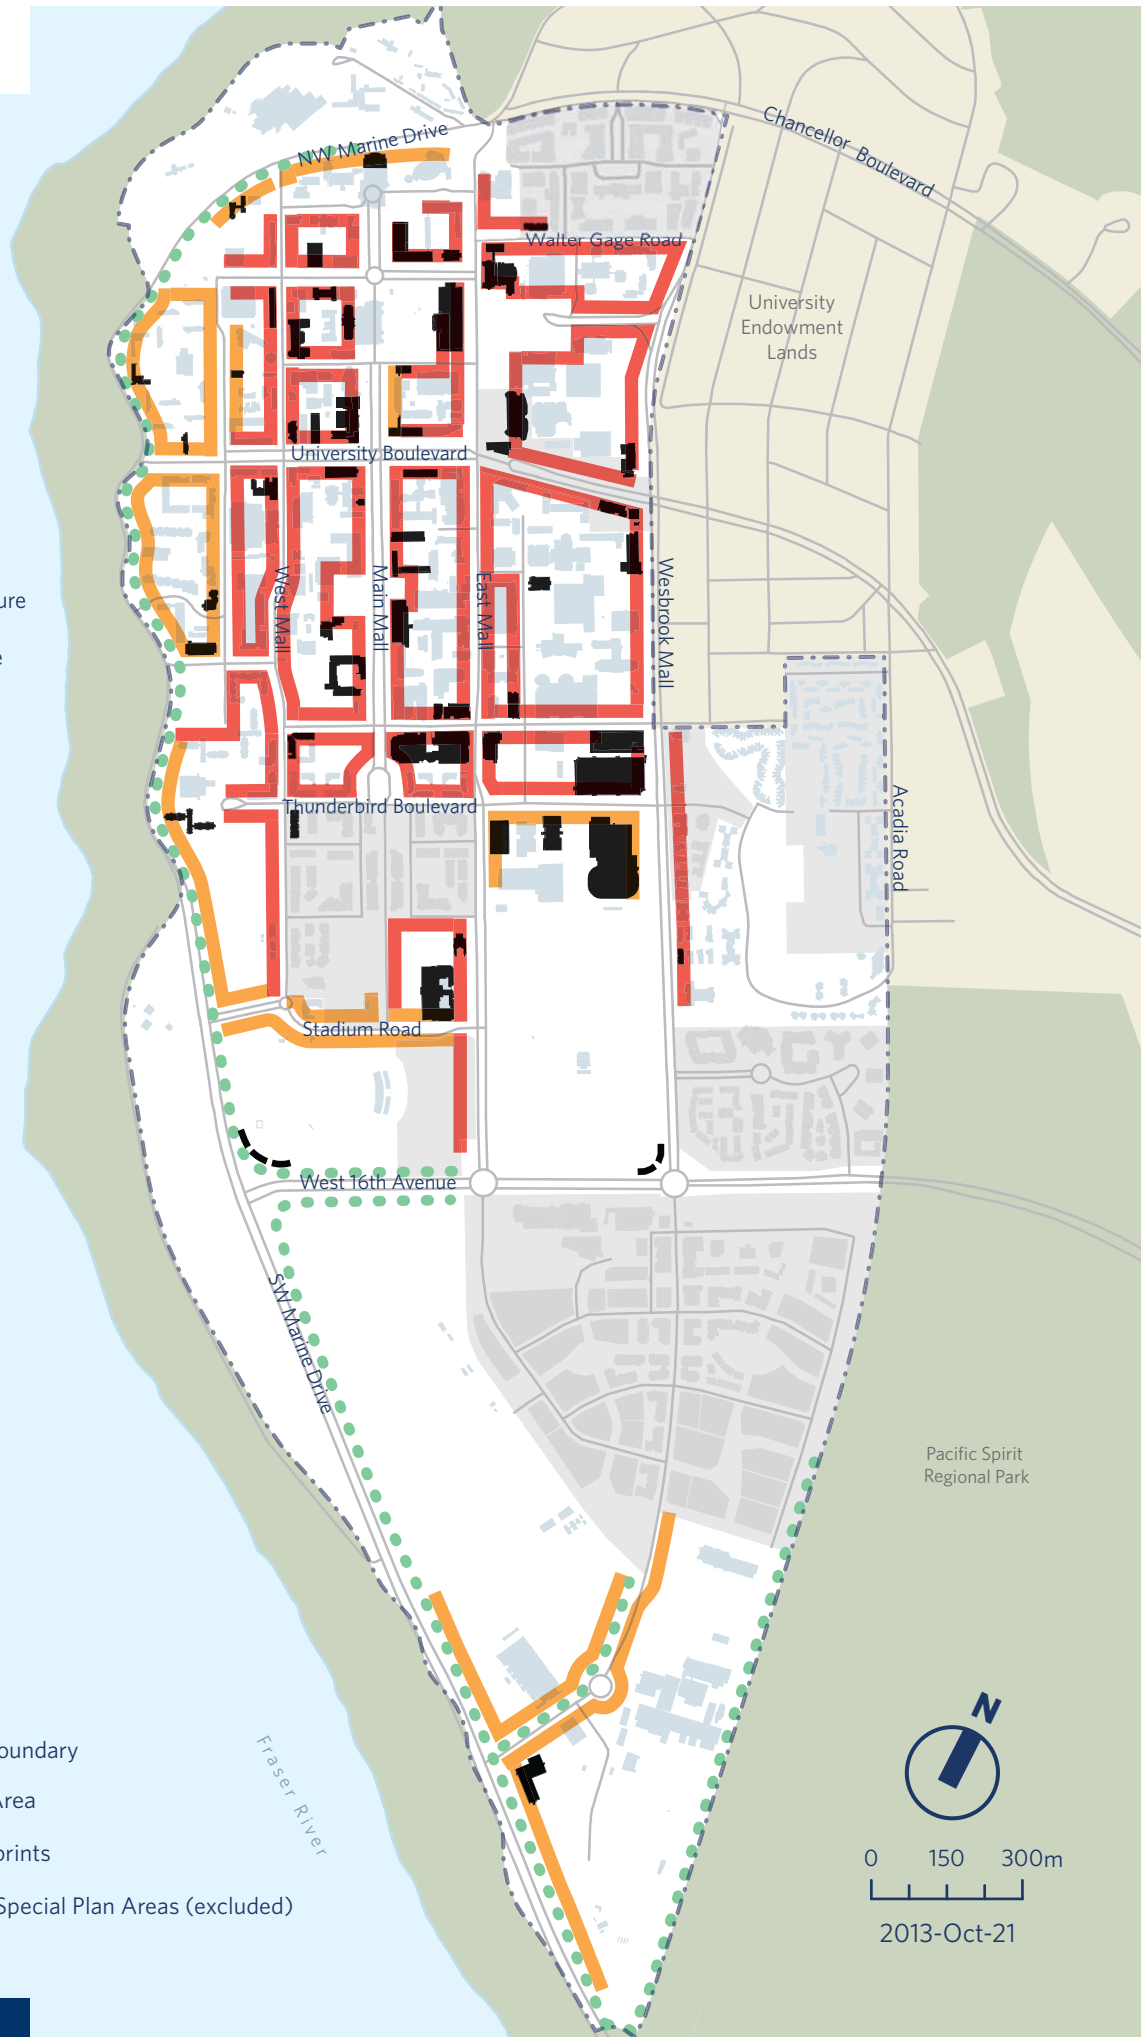 NW Marine Drive
Chancellor Boulevard
Walter Gage Road
University
Endowment
Lands
University Boulevard
West Mall
Main Mall
East Mall
Wesbrook Mall
ure
e
Thunderbird Boulevard
Acadia Road
Stadium Road
West 16th Avenue
SW Marine Drive
Pacific Spirit
Regional Park
Fraser River
N
0 150 300m
2013-Oct-21
oundary
Area
prints
Special Plan Areas (excluded)